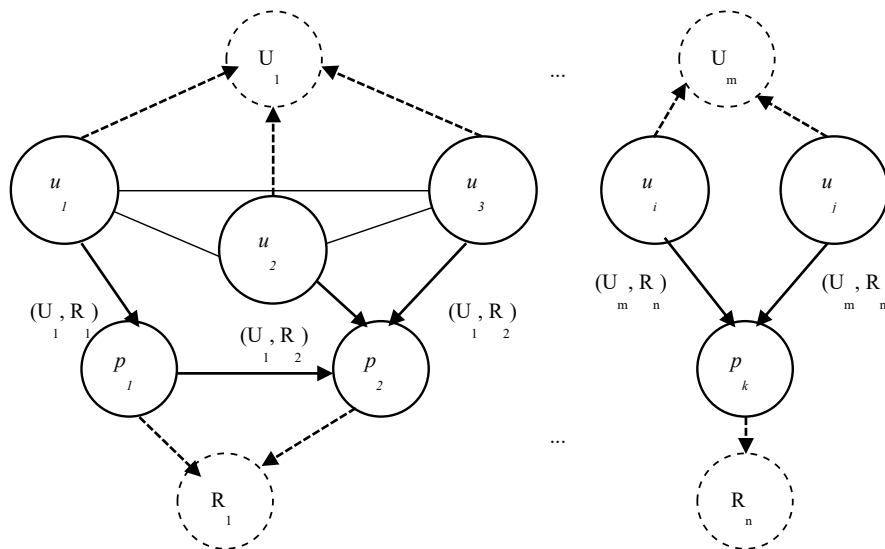 U₁ ... Uₘ
u₁ u₃ uᵢ uⱼ
u₂
(U₁, R₁) (U₁, R₂) (U₁, R₂) (Uₘ, Rₙ) (Uₘ, Rₙ)
p₁ p₂ pₖ
...
R₁ Rₙ